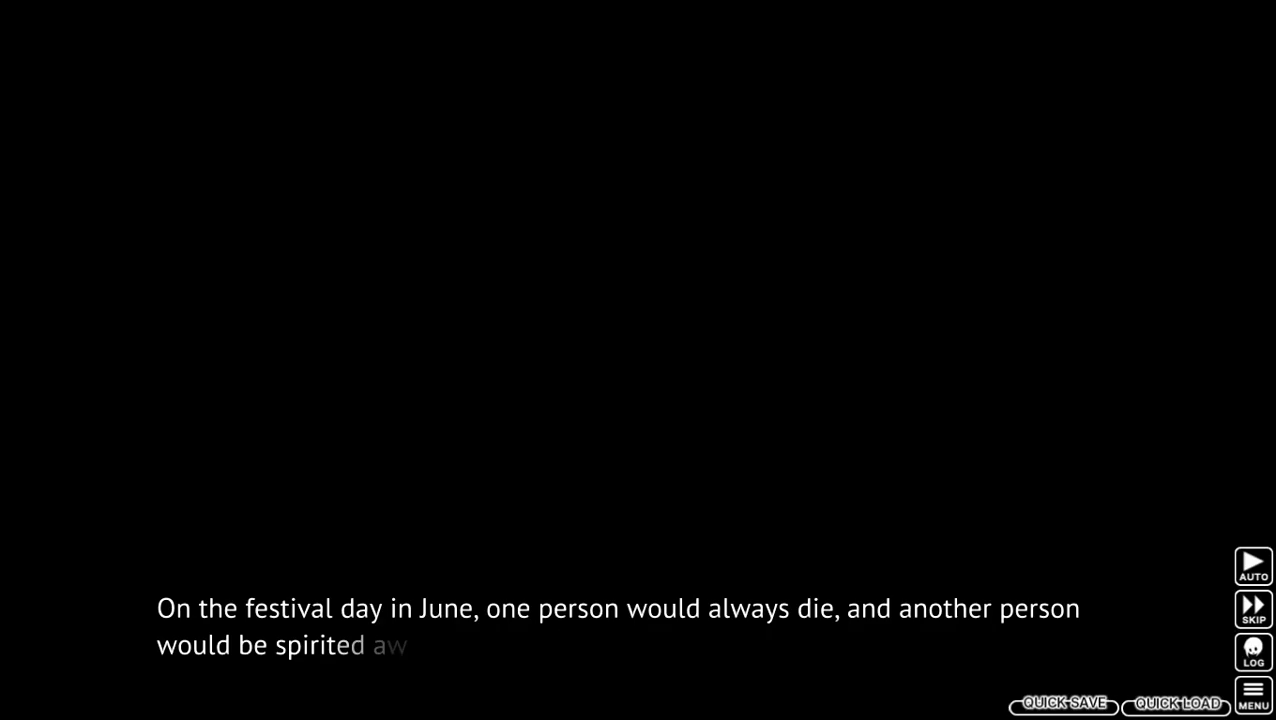 On the festival day in June, one person would always die, and another person
would be spirited aw
AUTO
SKIP
LOG
QUICK SAVE QUICK LOAD MENU